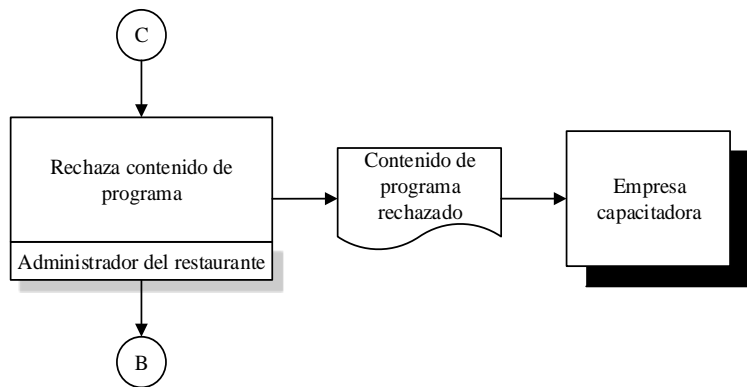 C
Rechaza contenido de
programa
Administrador del restaurante
Contenido de
programa
rechazado
Empresa
capacitadora
B